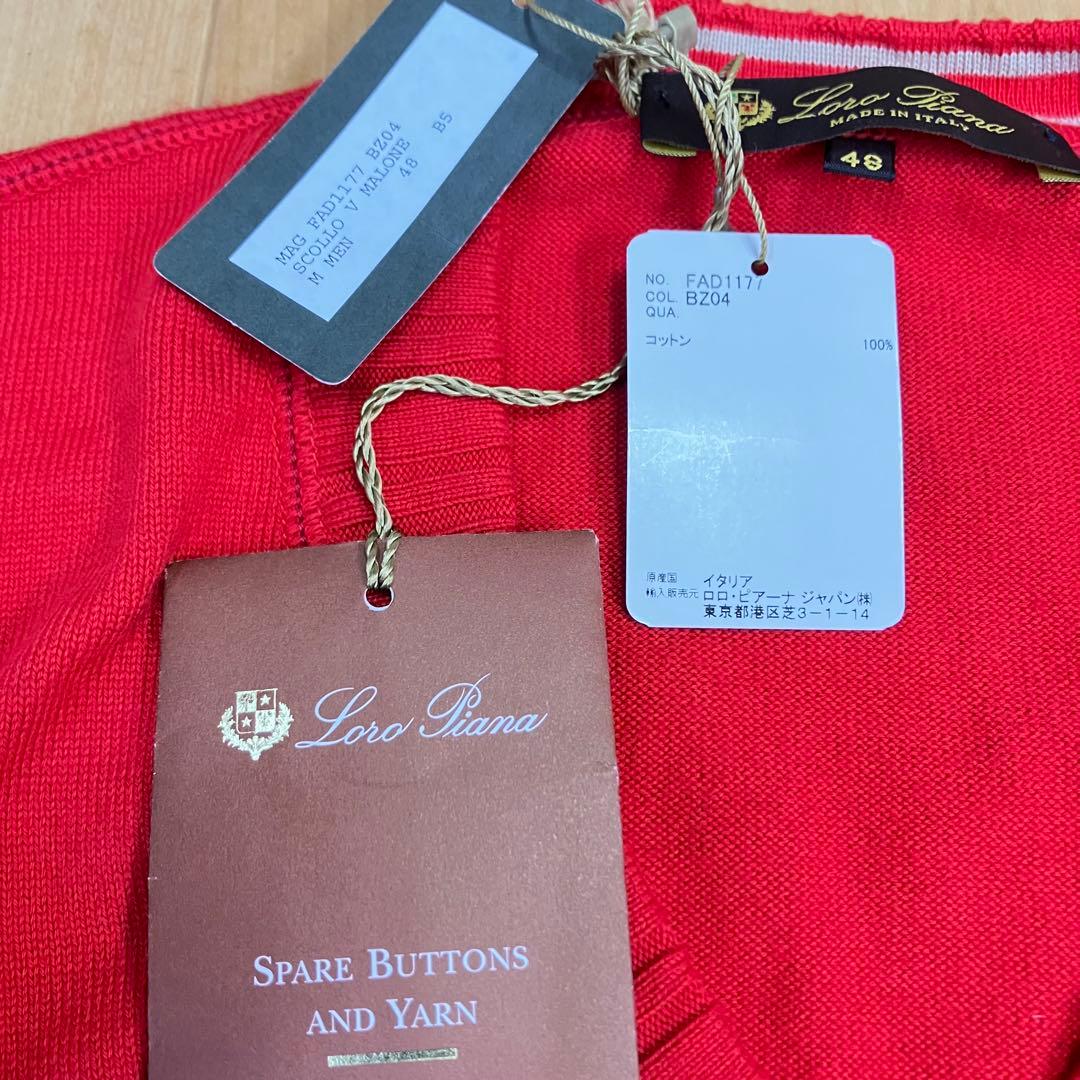 MAG FAD1177 BZ04
SCOLLO V MALONE B5
M MEN 48
Loro Piana
MADE IN ITALY
48
NO. FAD1177
COL. BZ04
QUA.
コットン 100%
原産国 イタリア
輸入販売元 ロロ・ピアーナ ジャパン㈱
東京都港区芝3-1-14
Loro Piana
SPARE BUTTONS
AND YARN